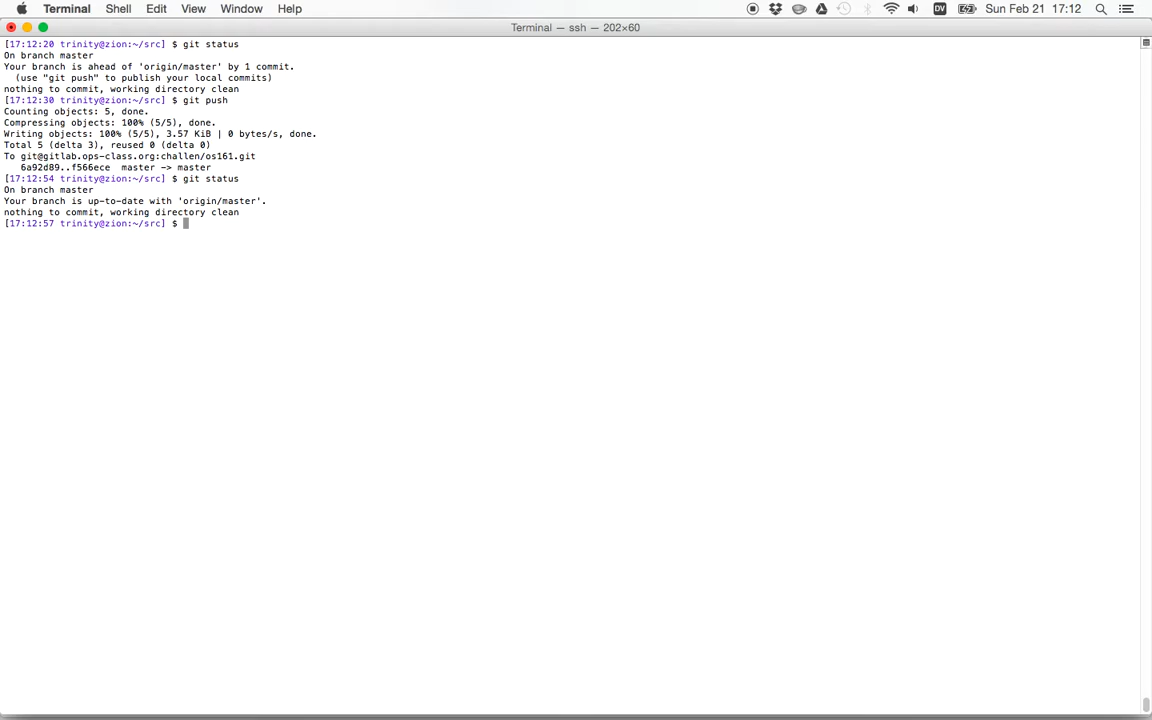 Terminal Shell Edit View Window Help DV Sun Feb 21 17:12
Terminal — ssh — 202×60
[17:12:20 trinity@zion:~/src] $ git status
On branch master
Your branch is ahead of 'origin/master' by 1 commit.
  (use "git push" to publish your local commits)
nothing to commit, working directory clean
[17:12:30 trinity@zion:~/src] $ git push
Counting objects: 5, done.
Compressing objects: 100% (5/5), done.
Writing objects: 100% (5/5), 3.57 KiB | 0 bytes/s, done.
Total 5 (delta 3), reused 0 (delta 0)
To git@gitlab.ops-class.org:challen/os161.git
   6a92d89..f566ece  master -> master
[17:12:54 trinity@zion:~/src] $ git status
On branch master
Your branch is up-to-date with 'origin/master'.
nothing to commit, working directory clean
[17:12:57 trinity@zion:~/src] $